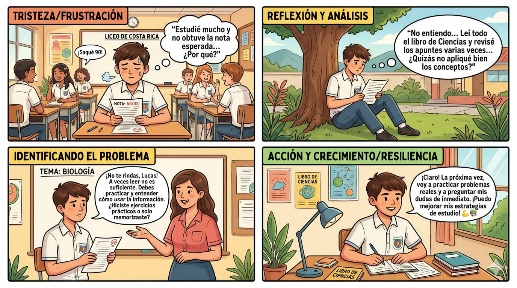 TRISTEZA/FRUSTRACIÓN
LICEO DE COSTA RICA
¡Saqué 90!
"Estudié mucho y
no obtuve la nota
esperada...
¿Por qué?"
REFLEXIÓN Y ANÁLISIS
"No entiendo... Leí todo
el libro de Ciencias y revisé
los apuntes varias veces...
¿Quizás no apliqué bien
los conceptos?"
IDENTIFICANDO EL PROBLEMA
TEMA: BIOLOGÍA
¡No te rindas, Lucas!
A veces leer no es
suficiente. Debes
practicar y entender
cómo usar la información.
¿Hiciste ejercicios
prácticos o solo
memorizaste?
ACCIÓN Y CRECIMIENTO/RESILIENCIA
LIBRO DE
CIENCIAS
¡Claro! La próxima vez,
voy a practicar problemas
reales y a preguntar mis
dudas de inmediato. ¡Puedo
mejorar mis estrategias
de estudio! 💪📚
LIBRO DE
CIENCIAS